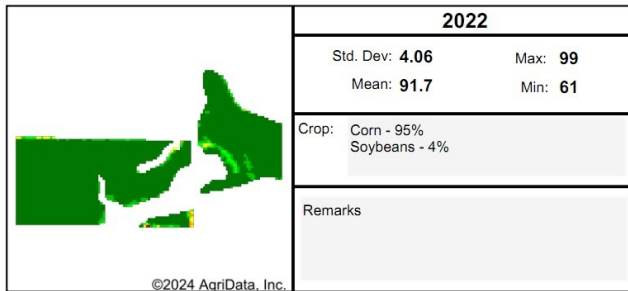 2022
Std. Dev: 4.06 Max: 99
Mean: 91.7 Min: 61
Crop: Corn - 95%
Soybeans - 4%
Remarks
©2024 AgriData, Inc.